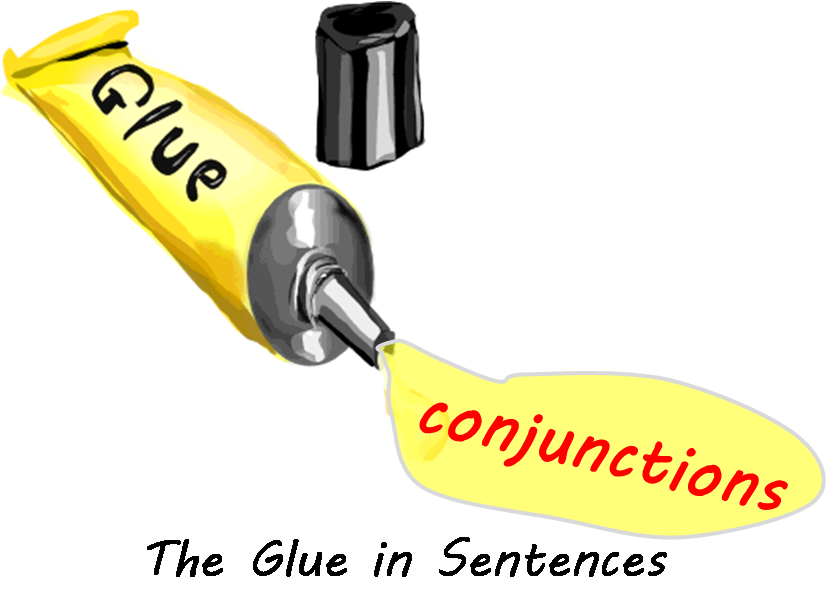 Glue
conjunctions
The Glue in Sentences